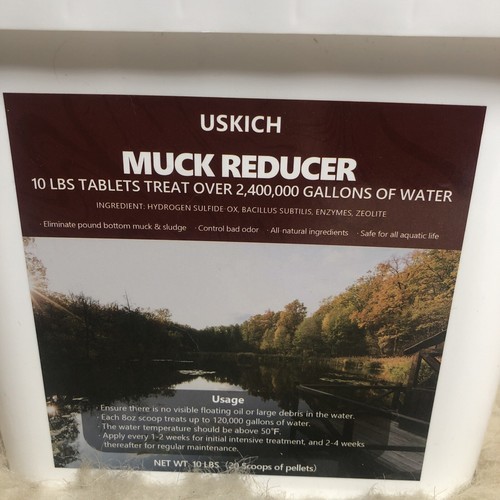 USKICH
MUCK REDUCER
10 LBS TABLETS TREAT OVER 2,400,000 GALLONS OF WATER
INGREDIENT: HYDROGEN SULFIDE-OX, BACILLUS SUBTILIS, ENZYMES, ZEOLITE
· Eliminate pound bottom muck & sludge · Control bad odor · All-natural ingredients · Safe for all aquatic life
Usage
· Ensure there is no visible floating oil or large debris in the water.
· Each 8oz scoop treats up to 120,000 gallons of water.
· The water temperature should be above 50°F.
· Apply every 1-2 weeks for initial intensive treatment, and 2-4 weeks
thereafter for regular maintenance.
NET WT. 10 LBS. (20 Scoops of pellets)